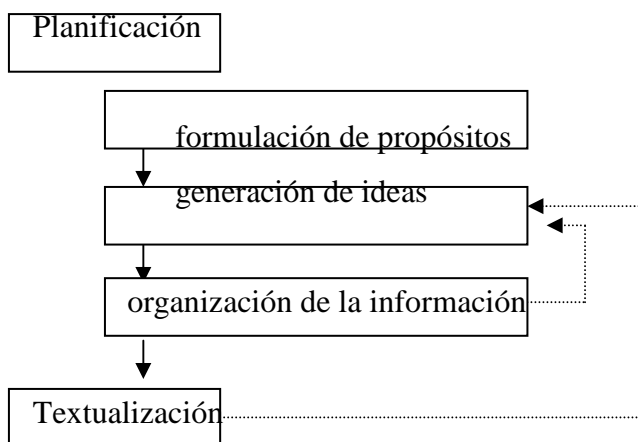 Planificación
formulación de propósitos
generación de ideas
organización de la información
Textualización